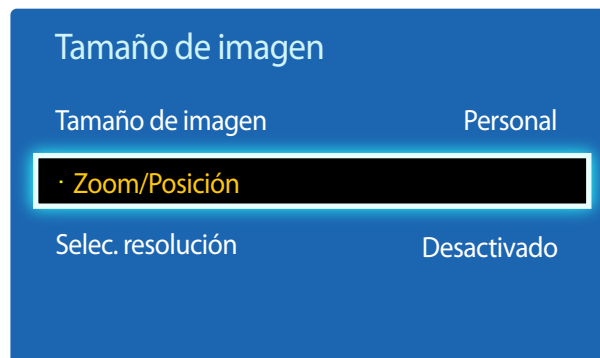 Tamaño de imagen
Tamaño de imagen Personal
· Zoom/Posición
Selec. resolución Desactivado